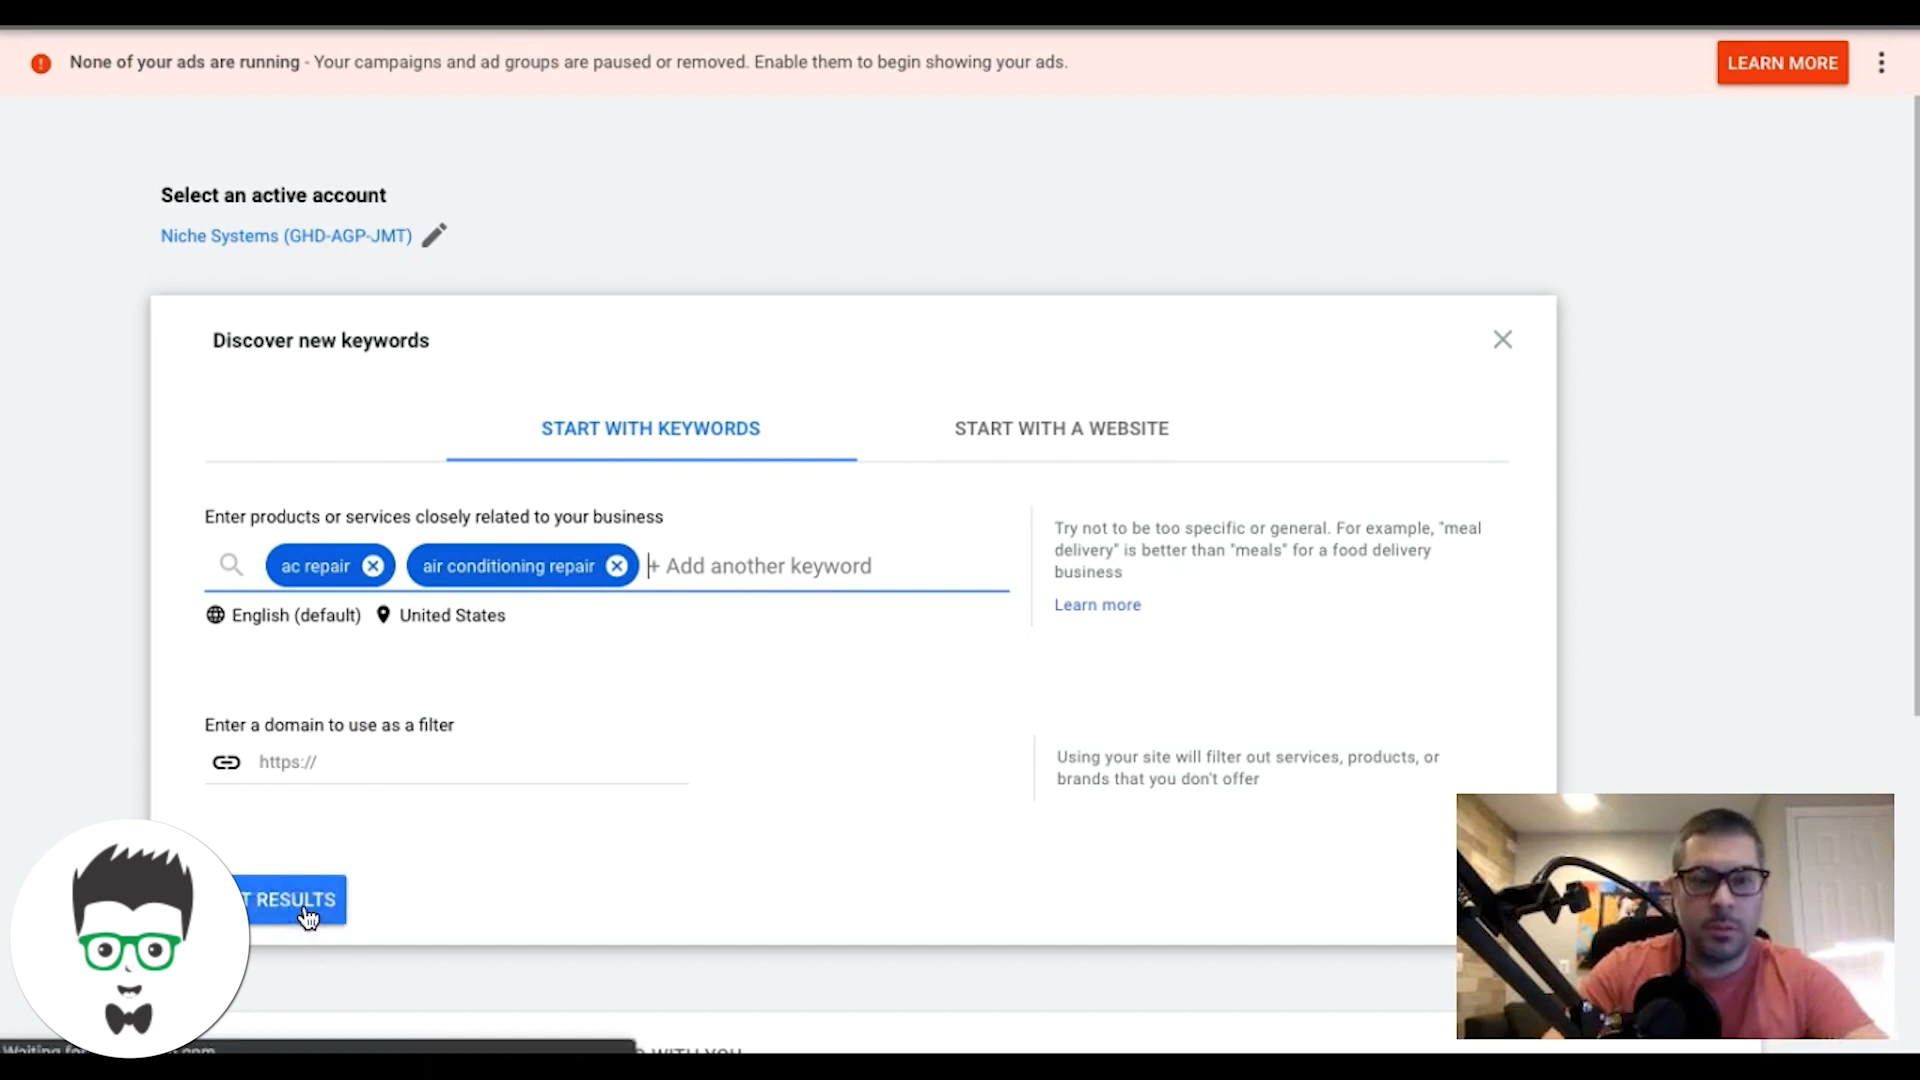 None of your ads are running - Your campaigns and ad groups are paused or removed. Enable them to begin showing your ads.
LEARN MORE
Select an active account
Niche Systems (GHD-AGP-JMT)
Discover new keywords
START WITH KEYWORDS
START WITH A WEBSITE
Enter products or services closely related to your business
ac repair
air conditioning repair
+ Add another keyword
English (default)
United States
Try not to be too specific or general. For example, "meal
delivery" is better than "meals" for a food delivery
business
Learn more
Enter a domain to use as a filter
https://
Using your site will filter out services, products, or
brands that you don't offer
T RESULTS